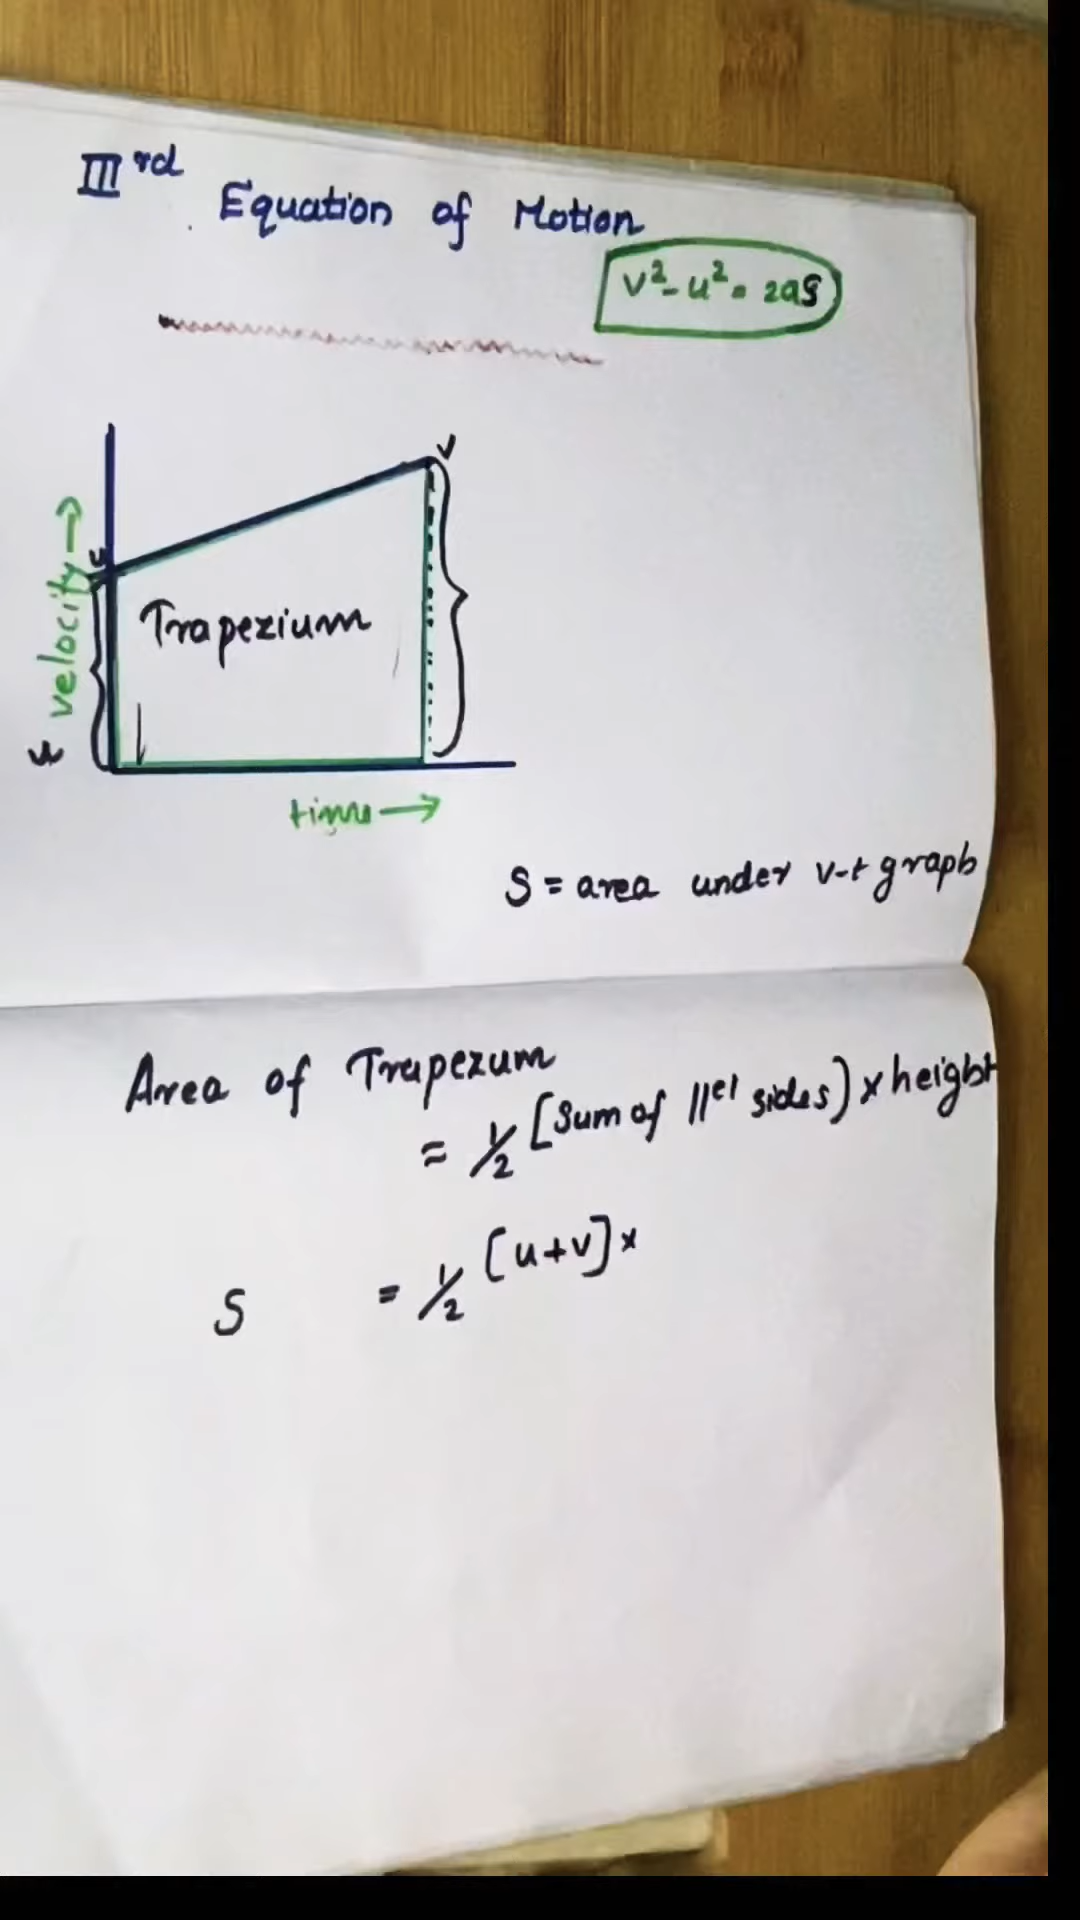 IIIrd Equation of Motion
v²-u² = 2as
v
u
velocity →
Trapezium
u
time →
S = area under v-t graph
Area of Trapezum
= 1/2 [Sum of ||el sides) x height
S = 1/2 [u+v] x